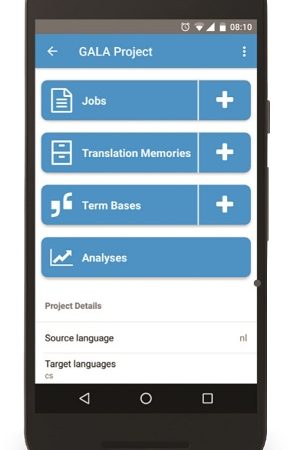 08:10
GALA Project
Jobs
Translation Memories
Term Bases
Analyses
Project Details
Source language nl
Target languages
cs